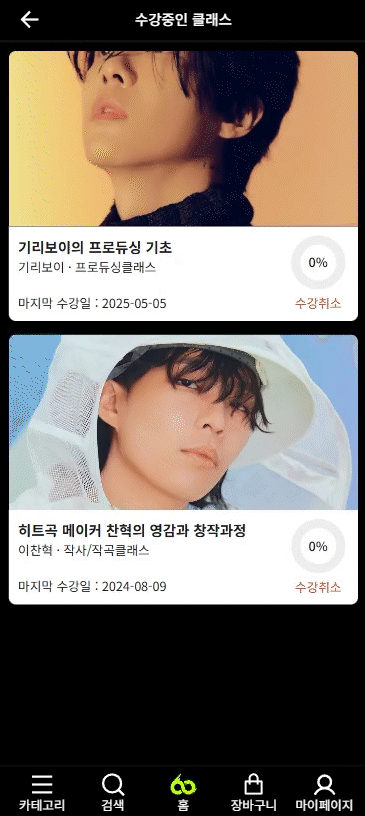 수강중인 클래스
기리보이의 프로듀싱 기초
기리보이 · 프로듀싱클래스
0%
마지막 수강일 : 2025-05-05
수강취소
히트곡 메이커 찬혁의 영감과 창작과정
이찬혁 · 작사/작곡클래스
0%
마지막 수강일 : 2024-08-09
수강취소
카테고리
검색
홈
장바구니
마이페이지